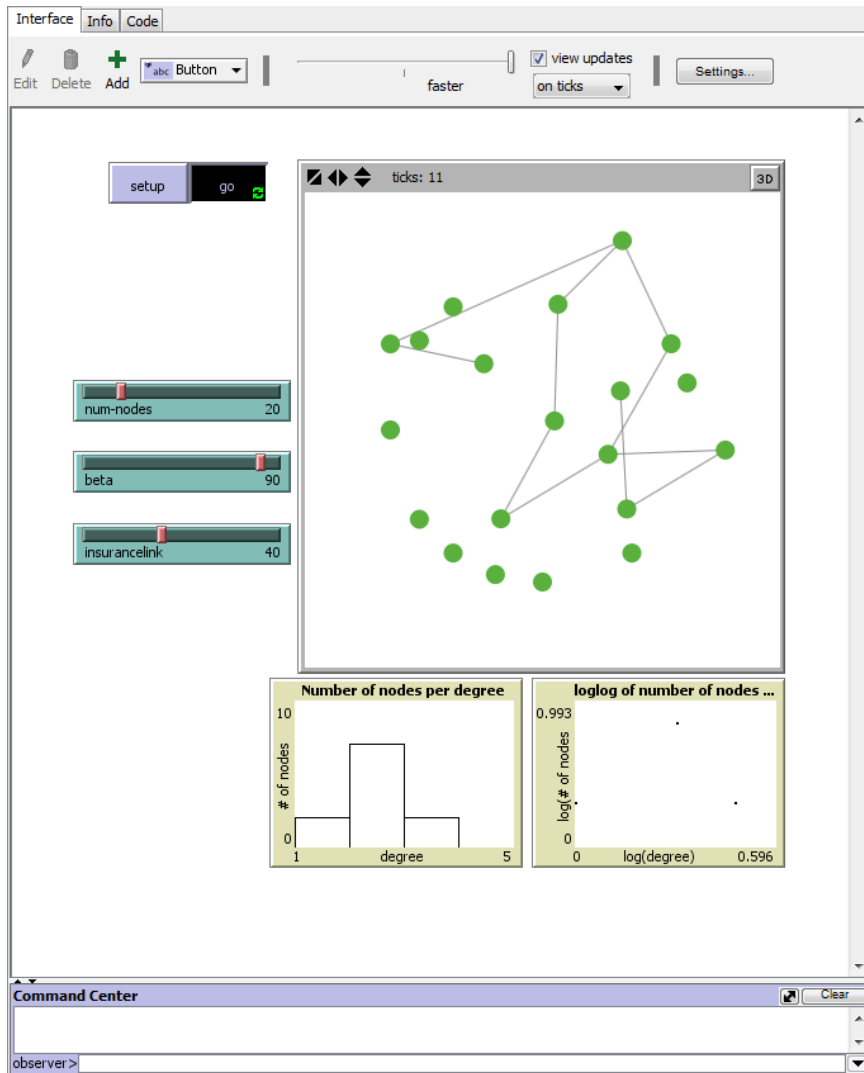 Interface Info Code
Edit Delete Add abc Button faster view updates on ticks Settings...
setup go
ticks: 11 3D
num-nodes 20
beta 90
insurancelink 40
Number of nodes per degree
10
# of nodes
0
1 degree 5
loglog of number of nodes ...
0.993
log(# of nodes
0
0 log(degree) 0.596
Command Center Clear
observer>